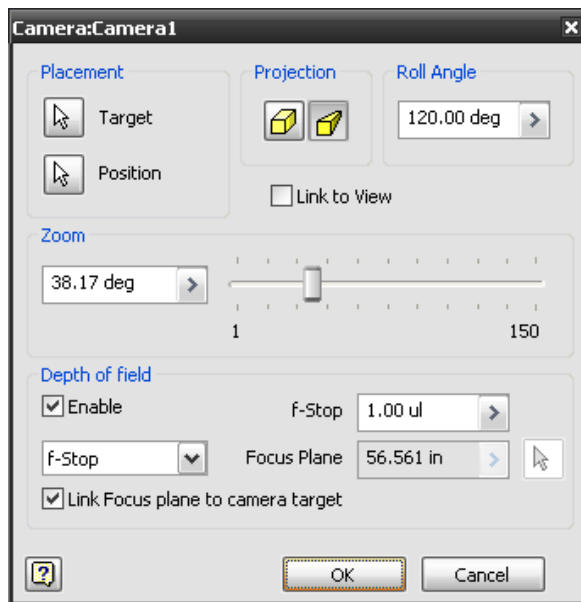 Camera:Camera1
Placement
Projection
Roll Angle
Target
120.00 deg
Position
Link to View
Zoom
38.17 deg
1
150
Depth of field
Enable
f-Stop
1.00 ul
f-Stop
Focus Plane
56.561 in
Link Focus plane to camera target
?
OK
Cancel